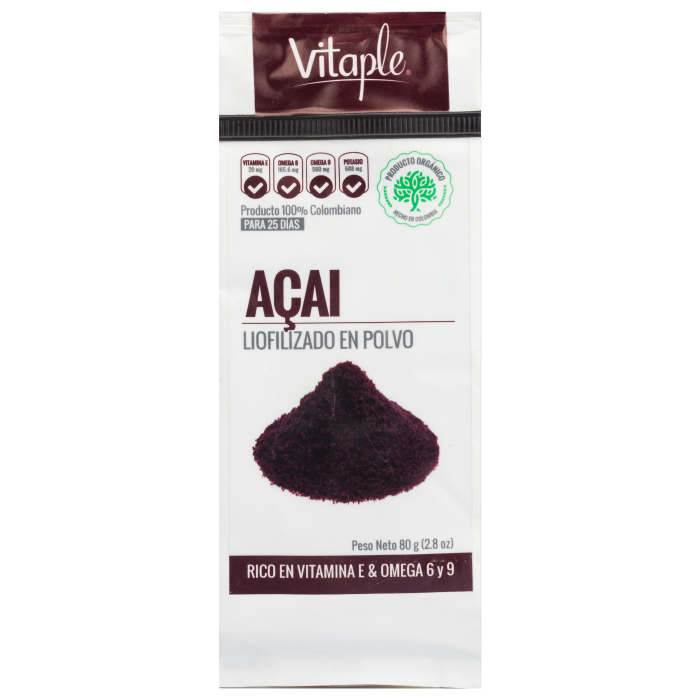 Vitaple®
VITAMINA E
29 mg
OMEGA 6
165.6 mg
OMEGA 9
560 mg
POTASIO
686 mg
PRODUCTO ORGÁNICO
HECHO EN COLOMBIA
Producto 100% Colombiano
PARA 25 DÍAS
AÇAI
LIOFILIZADO EN POLVO
Peso Neto 80 g (2.8 oz)
RICO EN VITAMINA E & OMEGA 6 y 9